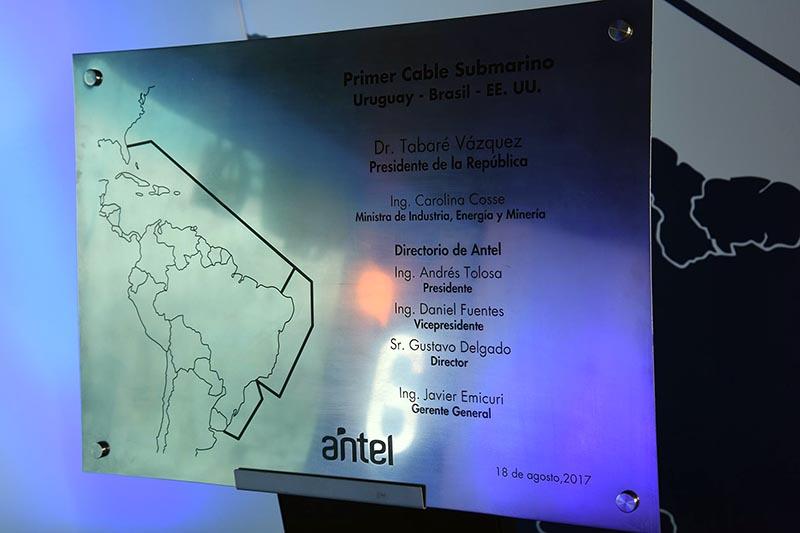 Primer Cable Submarino
Uruguay - Brasil - EE. UU.
Dr. Tabaré Vázquez
Presidente de la República
Ing. Carolina Cosse
Ministra de Industria, Energía y Minería
Directorio de Antel
Ing. Andrés Tolosa
Presidente
Ing. Daniel Fuentes
Vicepresidente
Sr. Gustavo Delgado
Director
Ing. Javier Emicuri
Gerente General
antel
18 de agosto,2017